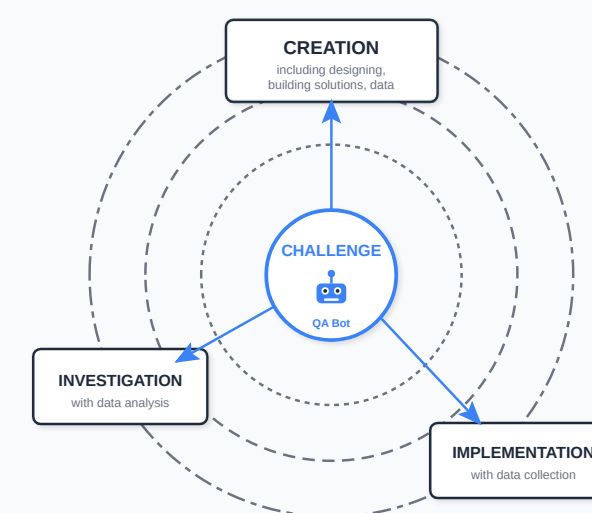 CREATION
including designing,
building solutions, data
CHALLENGE
QA Bot
INVESTIGATION
with data analysis
IMPLEMENTATION
with data collection